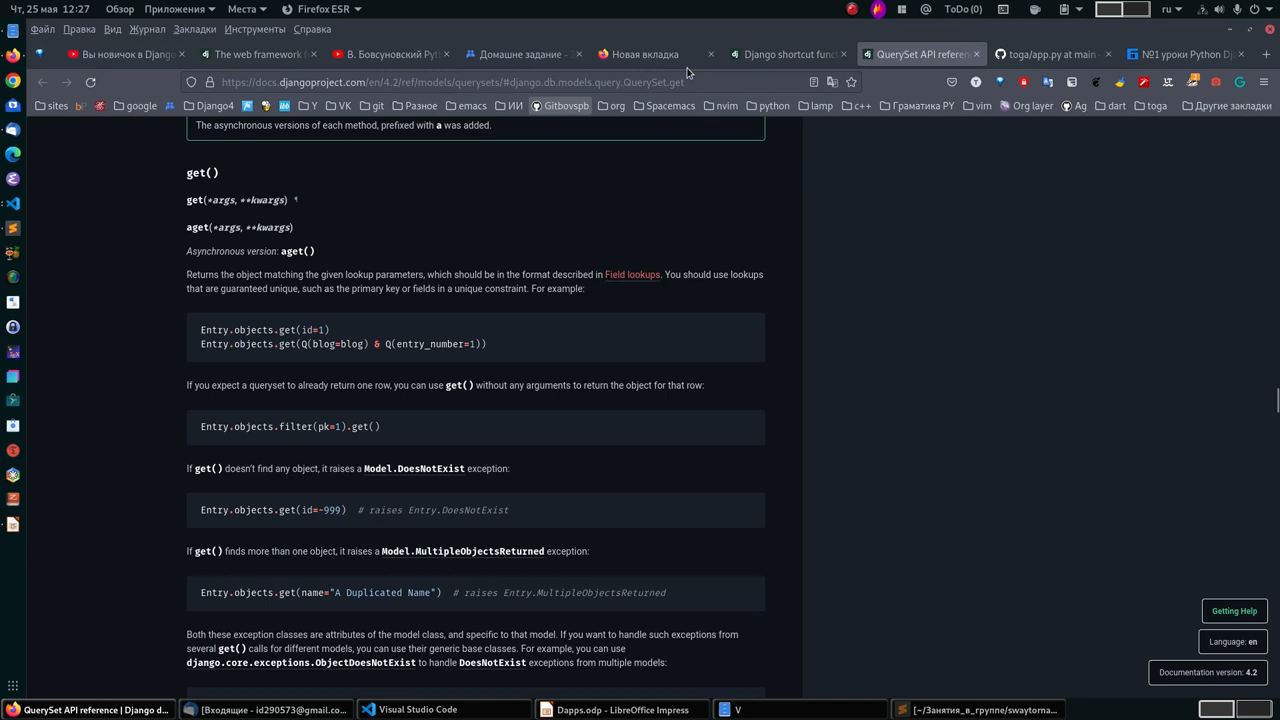 Чт, 25 мая 12:27 Обзор Приложения Места Firefox ESR ToDo (0) ru
Файл Правка Вид Журнал Закладки Инструменты Справка
Вы новичок в Django The web framework f В. Бовсуновский Рyt Домашне задание - Z Новая вкладка Django shortcut funct QuerySet API referen toga/app.py at main · №1 уроки Python Dj
https://docs.djangoproject.com/en/4.2/ref/models/querysets/#django.db.models.query.QuerySet.get
sites google Django4 Y VK git Разное emacs ИИ Gitbovspb org Spacemacs nvim python lamp c++ Граматика PY vim Org layer Ag dart toga Другие закладки
The asynchronous versions of each method, prefixed with a was added.
get()
get(*args, **kwargs) ¶
aget(*args, **kwargs)
Asynchronous version: aget()
Returns the object matching the given lookup parameters, which should be in the format described in Field lookups. You should use lookups
that are guaranteed unique, such as the primary key or fields in a unique constraint. For example:
Entry.objects.get(id=1)
Entry.objects.get(Q(blog=blog) & Q(entry_number=1))
If you expect a queryset to already return one row, you can use get() without any arguments to return the object for that row:
Entry.objects.filter(pk=1).get()
If get() doesn't find any object, it raises a Model.DoesNotExist exception:
Entry.objects.get(id=-999) # raises Entry.DoesNotExist
If get() finds more than one object, it raises a Model.MultipleObjectsReturned exception:
Entry.objects.get(name="A Duplicated Name") # raises Entry.MultipleObjectsReturned
Both these exception classes are attributes of the model class, and specific to that model. If you want to handle such exceptions from
several get() calls for different models, you can use their generic base classes. For example, you can use
django.core.exceptions.ObjectDoesNotExist to handle DoesNotExist exceptions from multiple models:
Getting Help
Language: en
Documentation version: 4.2
QuerySet API reference | Django d... [Входящие - id290573@gmail.co... Visual Studio Code Dapps.odp — LibreOffice Impress V [~/Занятия_в_группе/swaytorna...